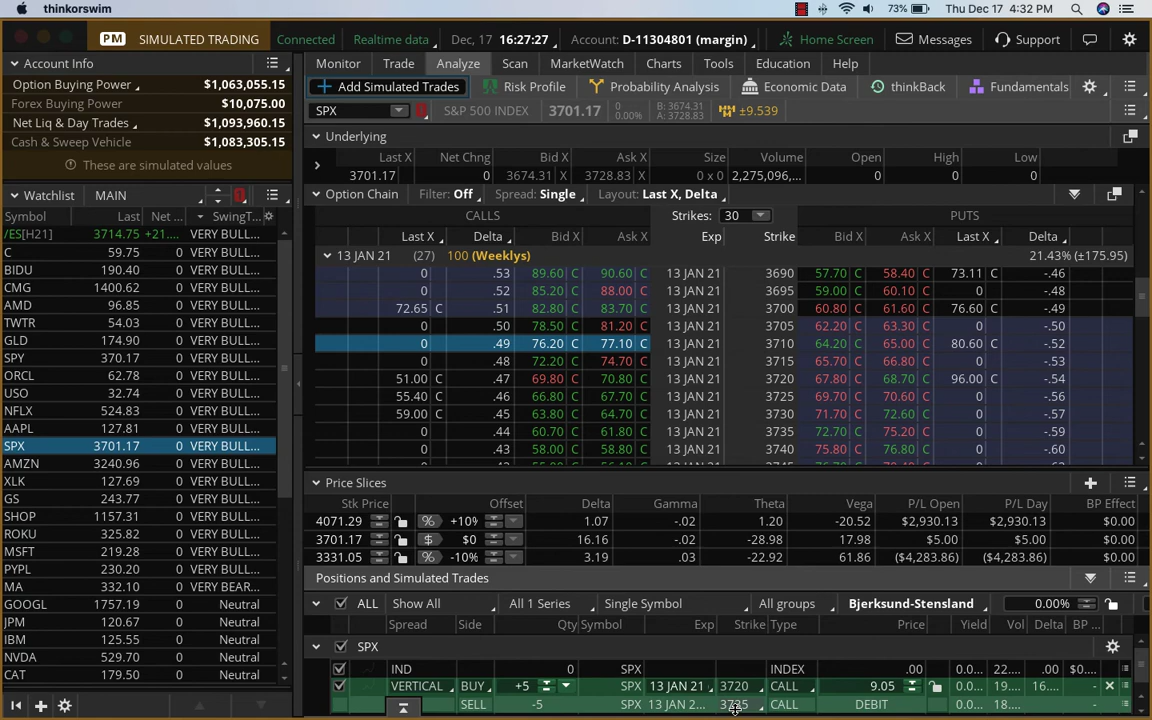 thinkorswim 73% Thu Dec 17 4:32 PM
PM SIMULATED TRADING Connected Realtime data Dec, 17 16:27:27 Account: D-11304801 (margin) Home Screen Messages Support
Account Info
Option Buying Power $1,063,055.15
Forex Buying Power $10,075.00
Net Liq & Day Trades $1,093,960.15
Cash & Sweep Vehicle $1,083,305.15
These are simulated values
Monitor Trade Analyze Scan MarketWatch Charts Tools Education Help
Add Simulated Trades Risk Profile Probability Analysis Economic Data thinkBack Fundamentals
SPX S&P 500 INDEX 3701.17 0 0.00% B: 3674.31 A: 3728.83 ±9.539
Watchlist MAIN 1
Symbol Last Net ... SwingT...
/ES[H21] 3714.75 +21.... VERY BULL...
C 59.75 VERY BULL...
BIDU 190.40 0 VERY BULL...
CMG 1400.62 0 VERY BULL...
AMD 96.85 0 VERY BULL...
TWTR 54.03 0 VERY BULL...
GLD 174.90 0 VERY BULL...
SPY 370.17 0 VERY BULL...
ORCL 62.78 0 VERY BULL...
USO 32.74 0 VERY BULL...
NFLX 524.83 0 VERY BULL...
AAPL 127.81 0 VERY BULL...
SPX 3701.17 0 VERY BULL...
AMZN 3240.96 0 VERY BULL...
XLK 127.69 0 VERY BULL...
GS 243.77 0 VERY BULL...
SHOP 1157.31 0 VERY BULL...
ROKU 325.82 0 VERY BULL...
MSFT 219.28 0 VERY BULL...
PYPL 230.20 0 VERY BULL...
MA 332.10 0 VERY BEAR...
GOOGL 1757.19 0 Neutral
JPM 120.67 0 Neutral
IBM 125.55 0 Neutral
NVDA 529.70 0 Neutral
CAT 179.50 0 Neutral
Underlying
Last X Net Chng Bid X Ask X Size Volume Open High Low
3701.17 0 3674.31 X 3728.83 X 0 x 0 2,275,096,... 0 0 0
Option Chain Filter: Off Spread: Single Layout: Last X, Delta
CALLS Strikes: 30 PUTS
Last X Delta Bid X Ask X Exp Strike Bid X Ask X Last X Delta
13 JAN 21 (27) 100 (Weeklys) 21.43% (±175.95)
0 .53 89.60 C 90.60 C 13 JAN 21 3690 57.70 C 58.40 C 73.11 C -.46
0 .52 85.20 C 88.00 C 13 JAN 21 3695 59.00 C 60.10 C 0 -.48
72.65 C .51 82.80 C 83.70 C 13 JAN 21 3700 60.80 C 61.60 C 76.60 C -.49
0 .50 78.50 C 81.20 C 13 JAN 21 3705 62.20 C 63.30 C 0 -.50
0 .49 76.20 C 77.10 C 13 JAN 21 3710 64.20 C 65.00 C 80.60 C -.52
0 .48 72.20 C 74.70 C 13 JAN 21 3715 65.70 C 66.80 C 0 -.53
51.00 C .47 69.80 C 70.80 C 13 JAN 21 3720 67.80 C 68.70 C 96.00 C -.54
55.40 C .46 66.80 C 67.70 C 13 JAN 21 3725 69.70 C 70.60 C 0 -.56
59.00 C .45 63.80 C 64.70 C 13 JAN 21 3730 71.70 C 72.60 C 0 -.57
0 .44 60.70 C 61.80 C 13 JAN 21 3735 72.70 C 75.20 C 0 -.59
0 .43 58.00 C 58.80 C 13 JAN 21 3740 75.80 C 76.80 C 0 -.60
Price Slices
Stk Price Offset Delta Gamma Theta Vega P/L Open P/L Day BP Effect
4071.29 % +10% 1.07 -.02 1.20 -20.52 $2,930.13 $2,930.13 $0.00
3701.17 $ $0 16.16 -.02 -28.98 17.98 $5.00 $5.00 $0.00
3331.05 % -10% 3.19 .03 -22.92 61.86 ($4,283.86) ($4,283.86) $0.00
Positions and Simulated Trades
ALL Show All All 1 Series Single Symbol All groups Bjerksund-Stensland 0.00%
Spread Side Qty Symbol Exp Strike Type Price Yield Vol Delta BP ...
SPX
IND 0 SPX INDEX .00 0.0... 22.... .00 $0...
VERTICAL BUY +5 SPX 13 JAN 21 3720 CALL 9.05 0.0... 19.... 16.... -
SELL -5 SPX 13 JAN 2... CALL DEBIT 0.0... 18.... -